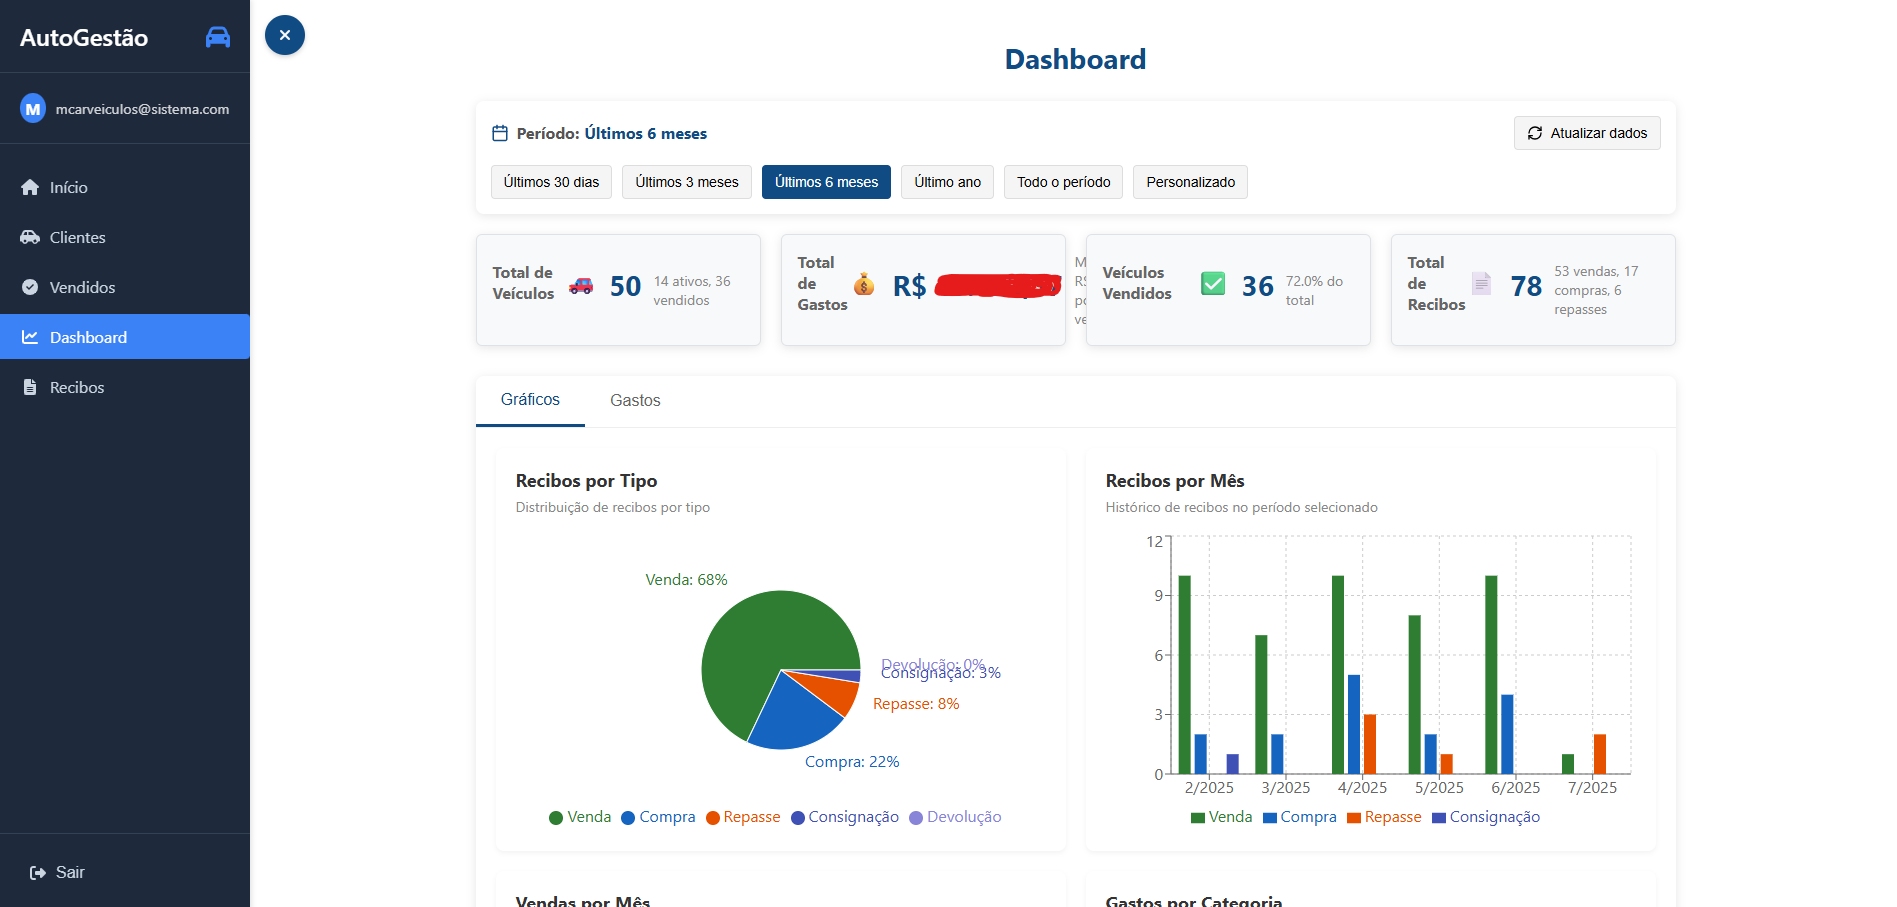 AutoGestão
M mcarveiculos@sistema.com
Início
Clientes
Vendidos
Dashboard
Recibos
Sair
Dashboard
Período: Últimos 6 meses
Atualizar dados
Últimos 30 dias
Últimos 3 meses
Últimos 6 meses
Último ano
Todo o período
Personalizado
Total de
Veículos
50
14 ativos, 36
vendidos
Total
de
Gastos
R$
Veículos
Vendidos
36
72.0% do
total
Total
de
Recibos
78
53 vendas, 17
compras, 6
repasses
Gráficos
Gastos
Recibos por Tipo
Distribuição de recibos por tipo
Venda: 68%
Devolução: 0%
Consignação: 3%
Repasse: 8%
Compra: 22%
Venda
Compra
Repasse
Consignação
Devolução
Recibos por Mês
Histórico de recibos no período selecionado
12
9
6
3
0
2/2025
3/2025
4/2025
5/2025
6/2025
7/2025
Venda
Compra
Repasse
Consignação
Vendas por Mês
Gastos por Categoria